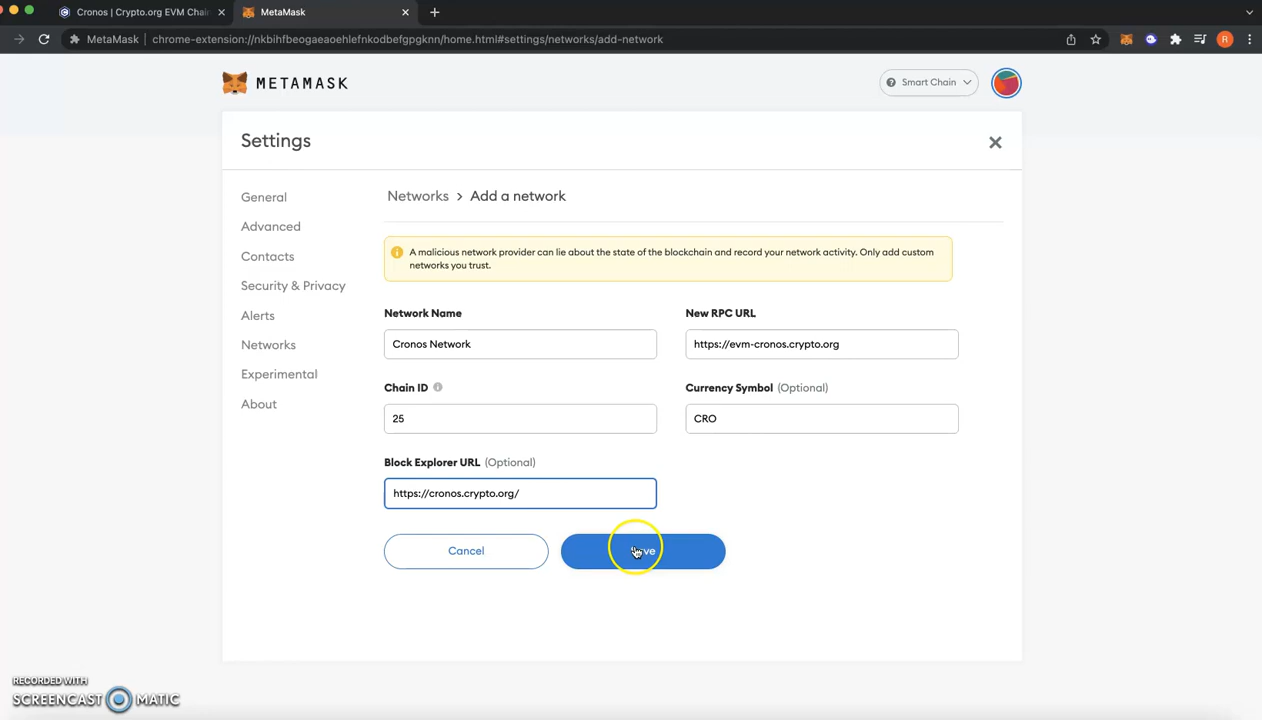 Cronos | Crypto.org EVM Chai
MetaMask
MetaMask
chrome-extension://nkbihfbeogaeaoehlefnkodbefgpgknn/home.html#settings/networks/add-network
R
METAMASK
Smart Chain
Settings
General
Advanced
Contacts
Security & Privacy
Alerts
Networks
Experimental
About
Networks > Add a network
A malicious network provider can lie about the state of the blockchain and record your network activity. Only add custom
networks you trust.
Network Name
Cronos Network
New RPC URL
https://evm-cronos.crypto.org
Chain ID
25
Currency Symbol (Optional)
CRO
Block Explorer URL (Optional)
https://cronos.crypto.org/
Cancel
RECORDED WITH
SCREENCAST MATIC